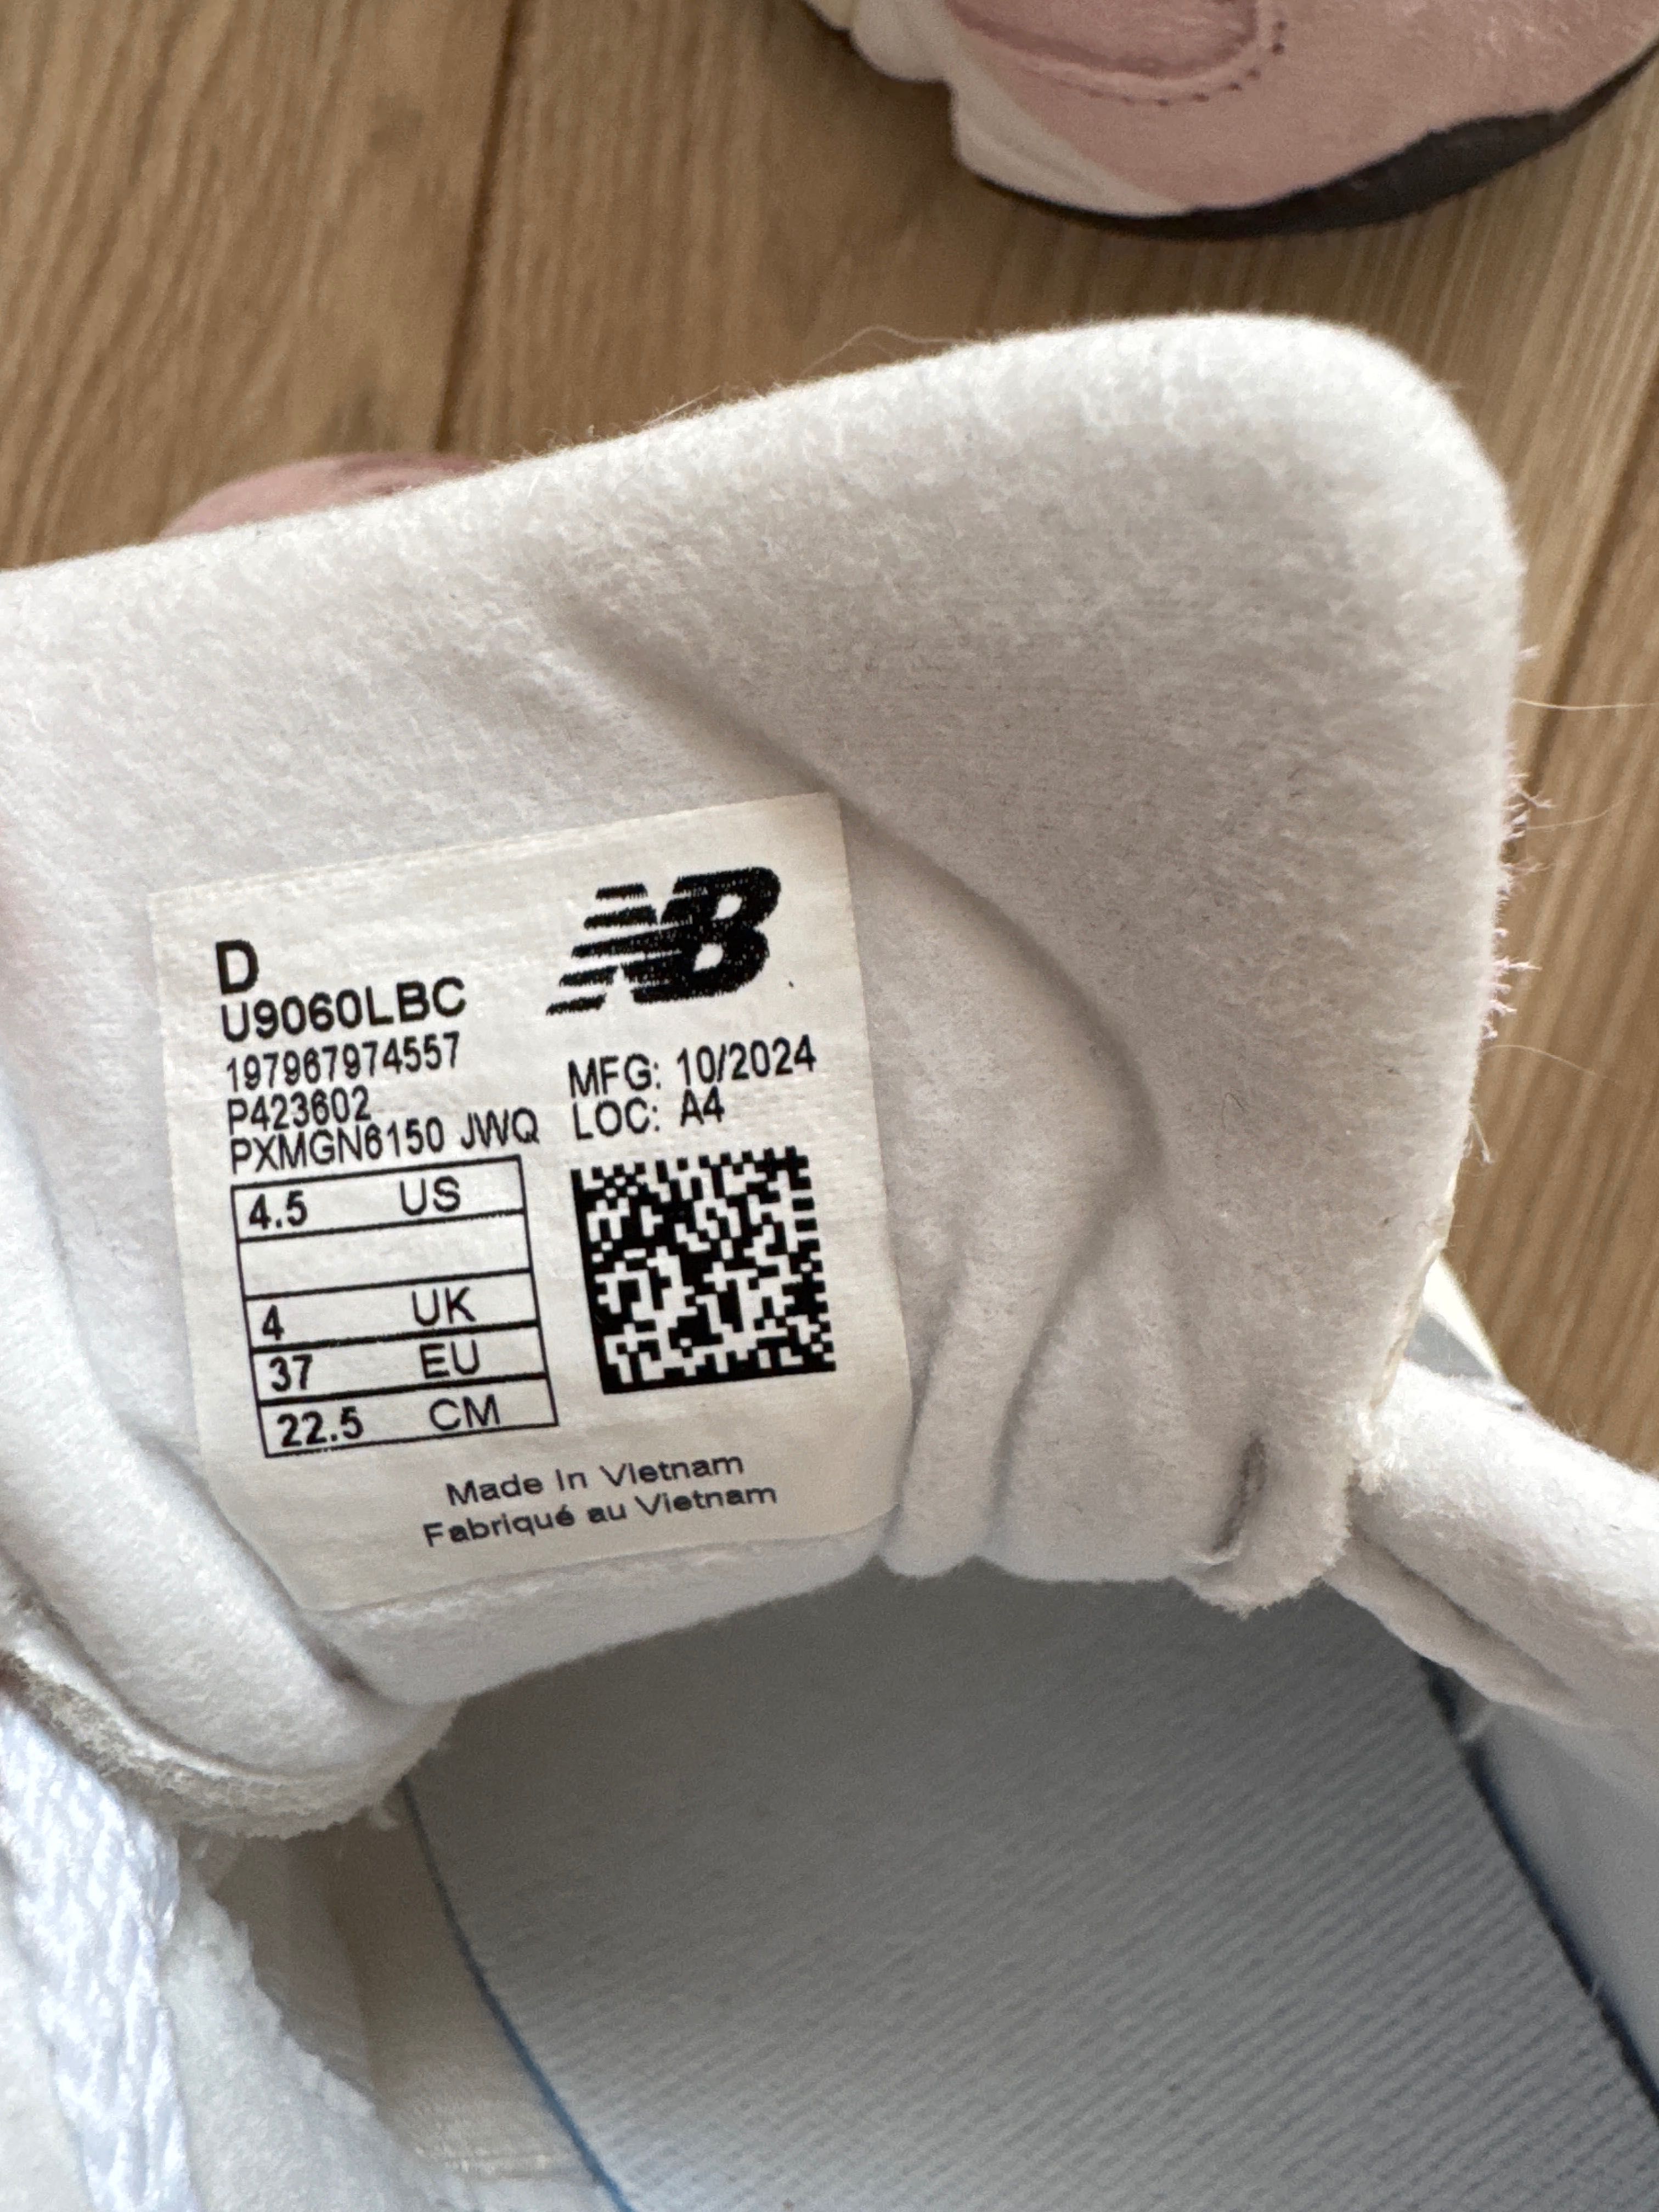 NB
D
U9060LBC
197967974557
P423602
PXMGN6150 JWQ
MFG: 10/2024
LOC: A4
4.5 US
4 UK
37 EU
22.5 CM
Made In Vietnam
Fabriqué au Vietnam